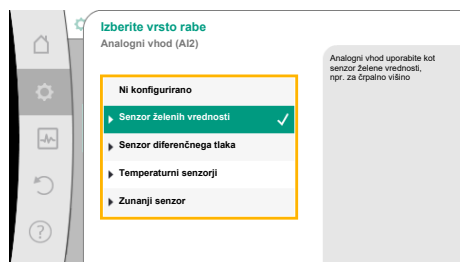 Izberite vrsto rabe
Analogni vhod (AI2)
Analogni vhod uporabite kot
senzor želene vrednosti,
npr. za črpalno višino
Ni konfigurirano
Senzor želenih vrednosti
Senzor diferenčnega tlaka
Temperaturni senzorji
Zunanji senzor